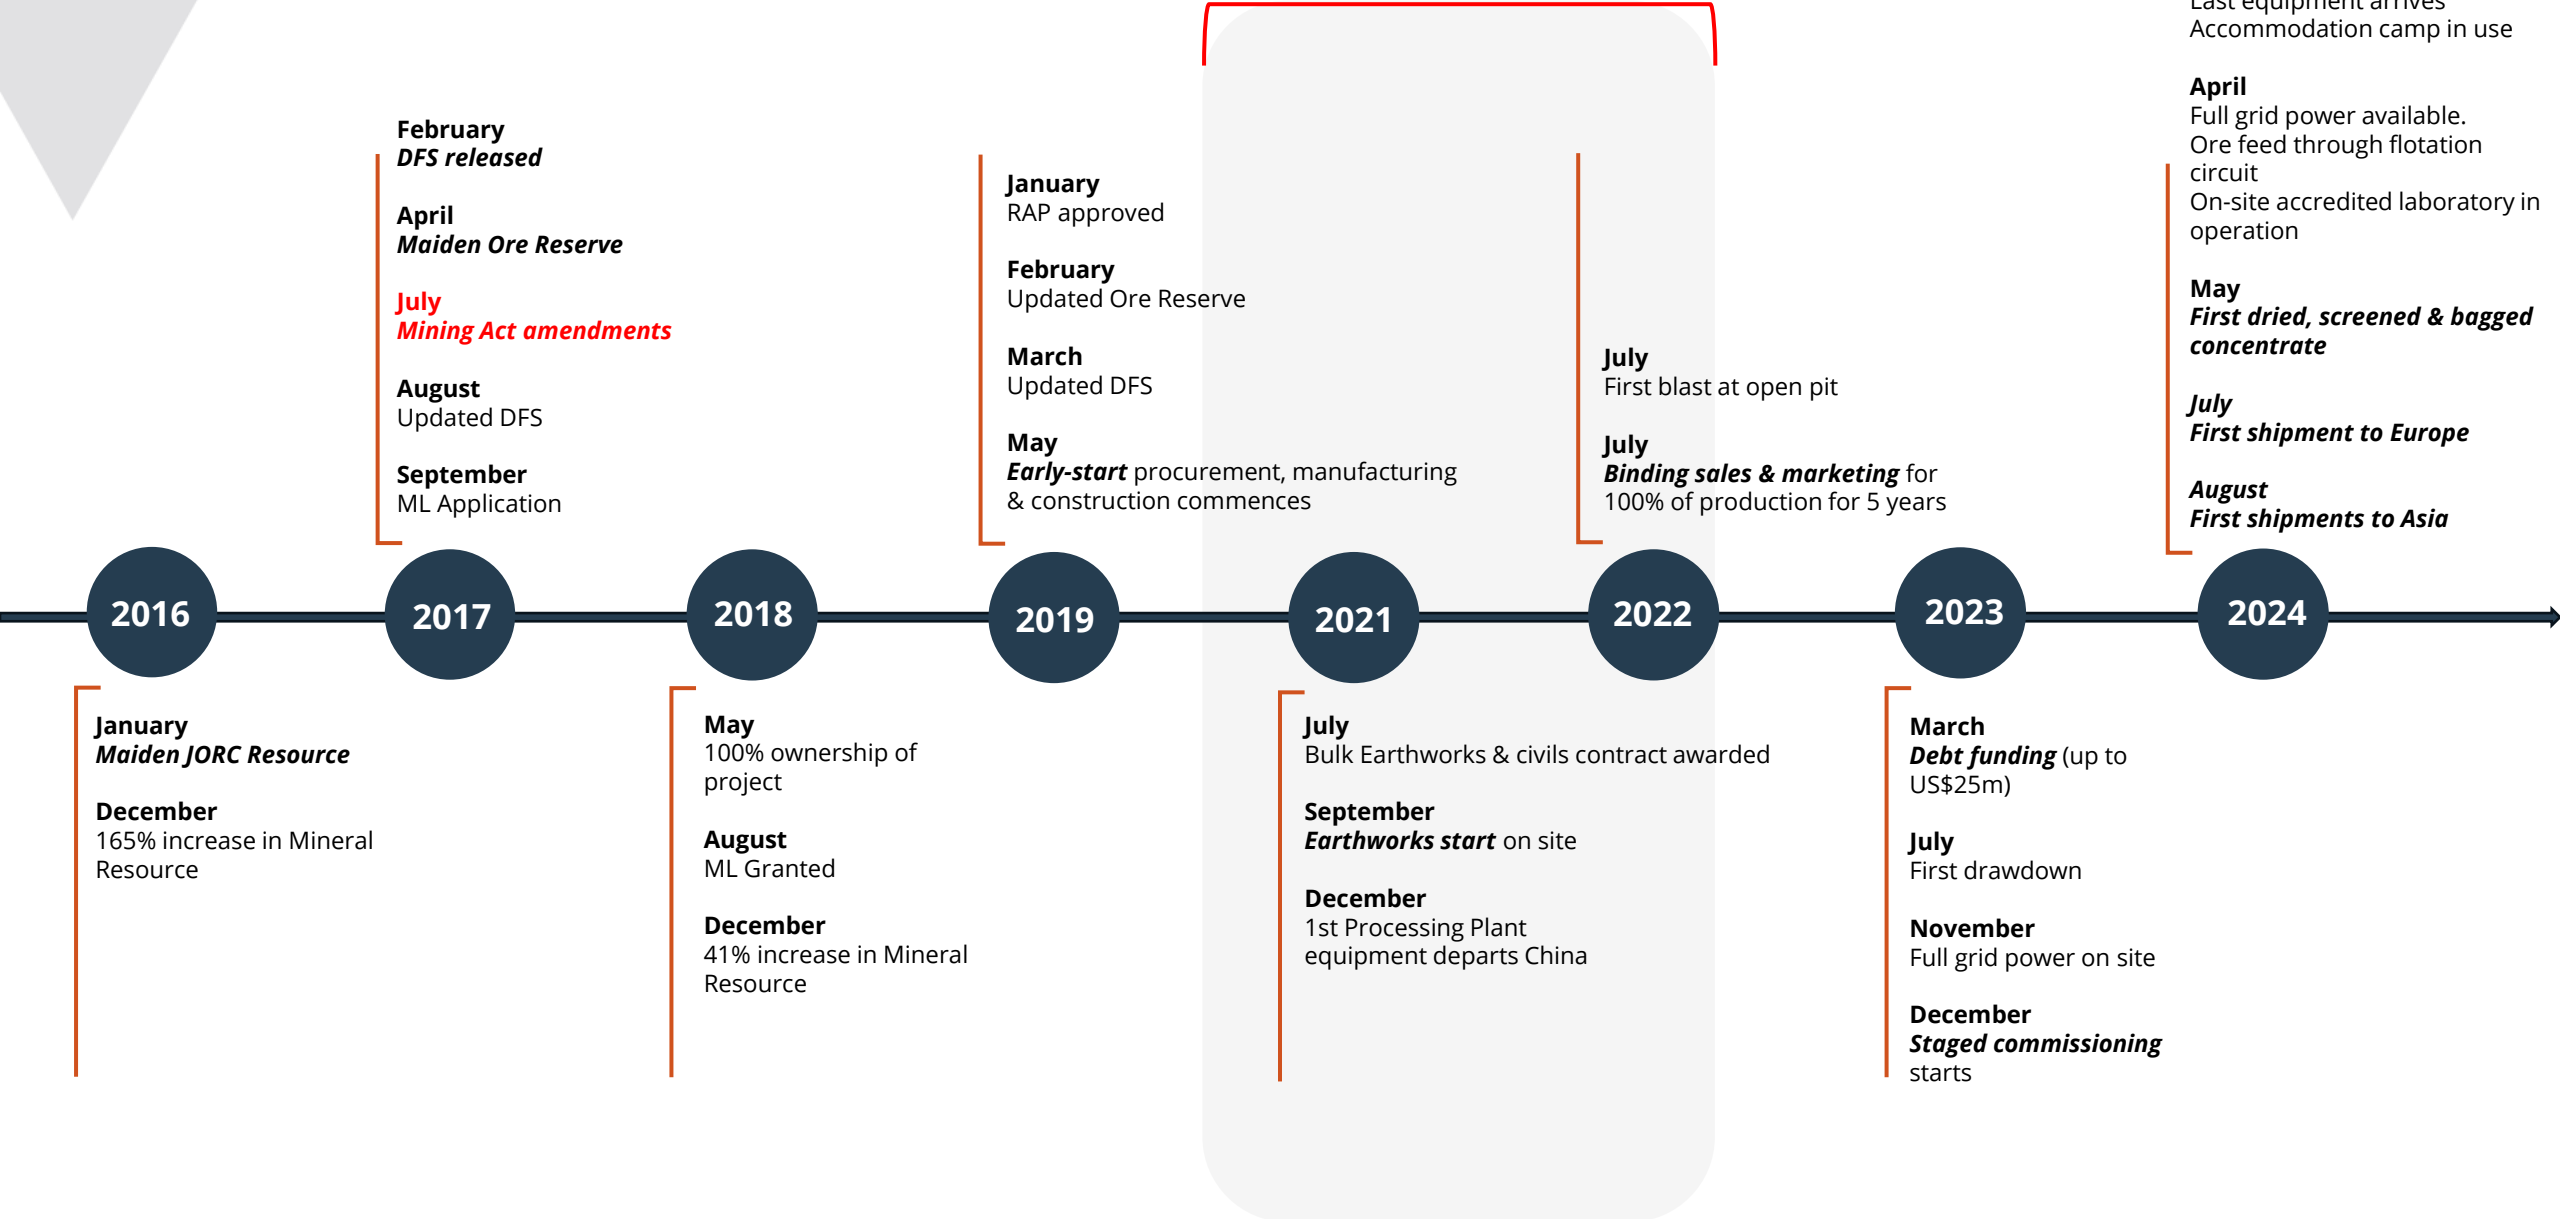 February
DFS released
April
Maiden Ore Reserve
July
Mining Act amendments
August
Updated DFS
September
ML Application
January
RAP approved
February
Updated Ore Reserve
March
Updated DFS
May
Early-start procurement, manufacturing
& construction commences
July
First blast at open pit
July
Binding sales & marketing for
100% of production for 5 years
Last equipment arrives
Accommodation camp in use
April
Full grid power available.
Ore feed through flotation
circuit
On-site accredited laboratory in
operation
May
First dried, screened & bagged
concentrate
July
First shipment to Europe
August
First shipments to Asia
2016
2017
2018
2019
2021
2022
2023
2024
January
Maiden JORC Resource
December
165% increase in Mineral
Resource
May
100% ownership of
project
August
ML Granted
December
41% increase in Mineral
Resource
July
Bulk Earthworks & civils contract awarded
September
Earthworks start on site
December
1st Processing Plant
equipment departs China
March
Debt funding (up to
US$25m)
July
First drawdown
November
Full grid power on site
December
Staged commissioning
starts